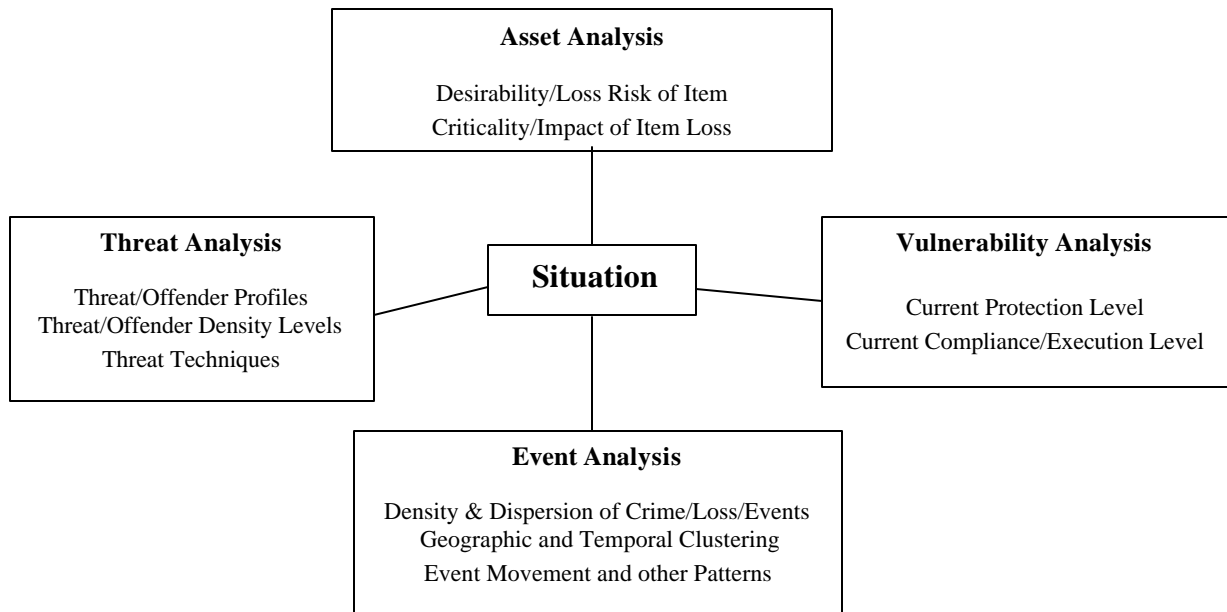 Asset Analysis
Desirability/Loss Risk of Item
Criticality/Impact of Item Loss
Threat Analysis
Threat/Offender Profiles
Threat/Offender Density Levels
Threat Techniques
Situation
Vulnerability Analysis
Current Protection Level
Current Compliance/Execution Level
Event Analysis
Density & Dispersion of Crime/Loss/Events
Geographic and Temporal Clustering
Event Movement and other Patterns